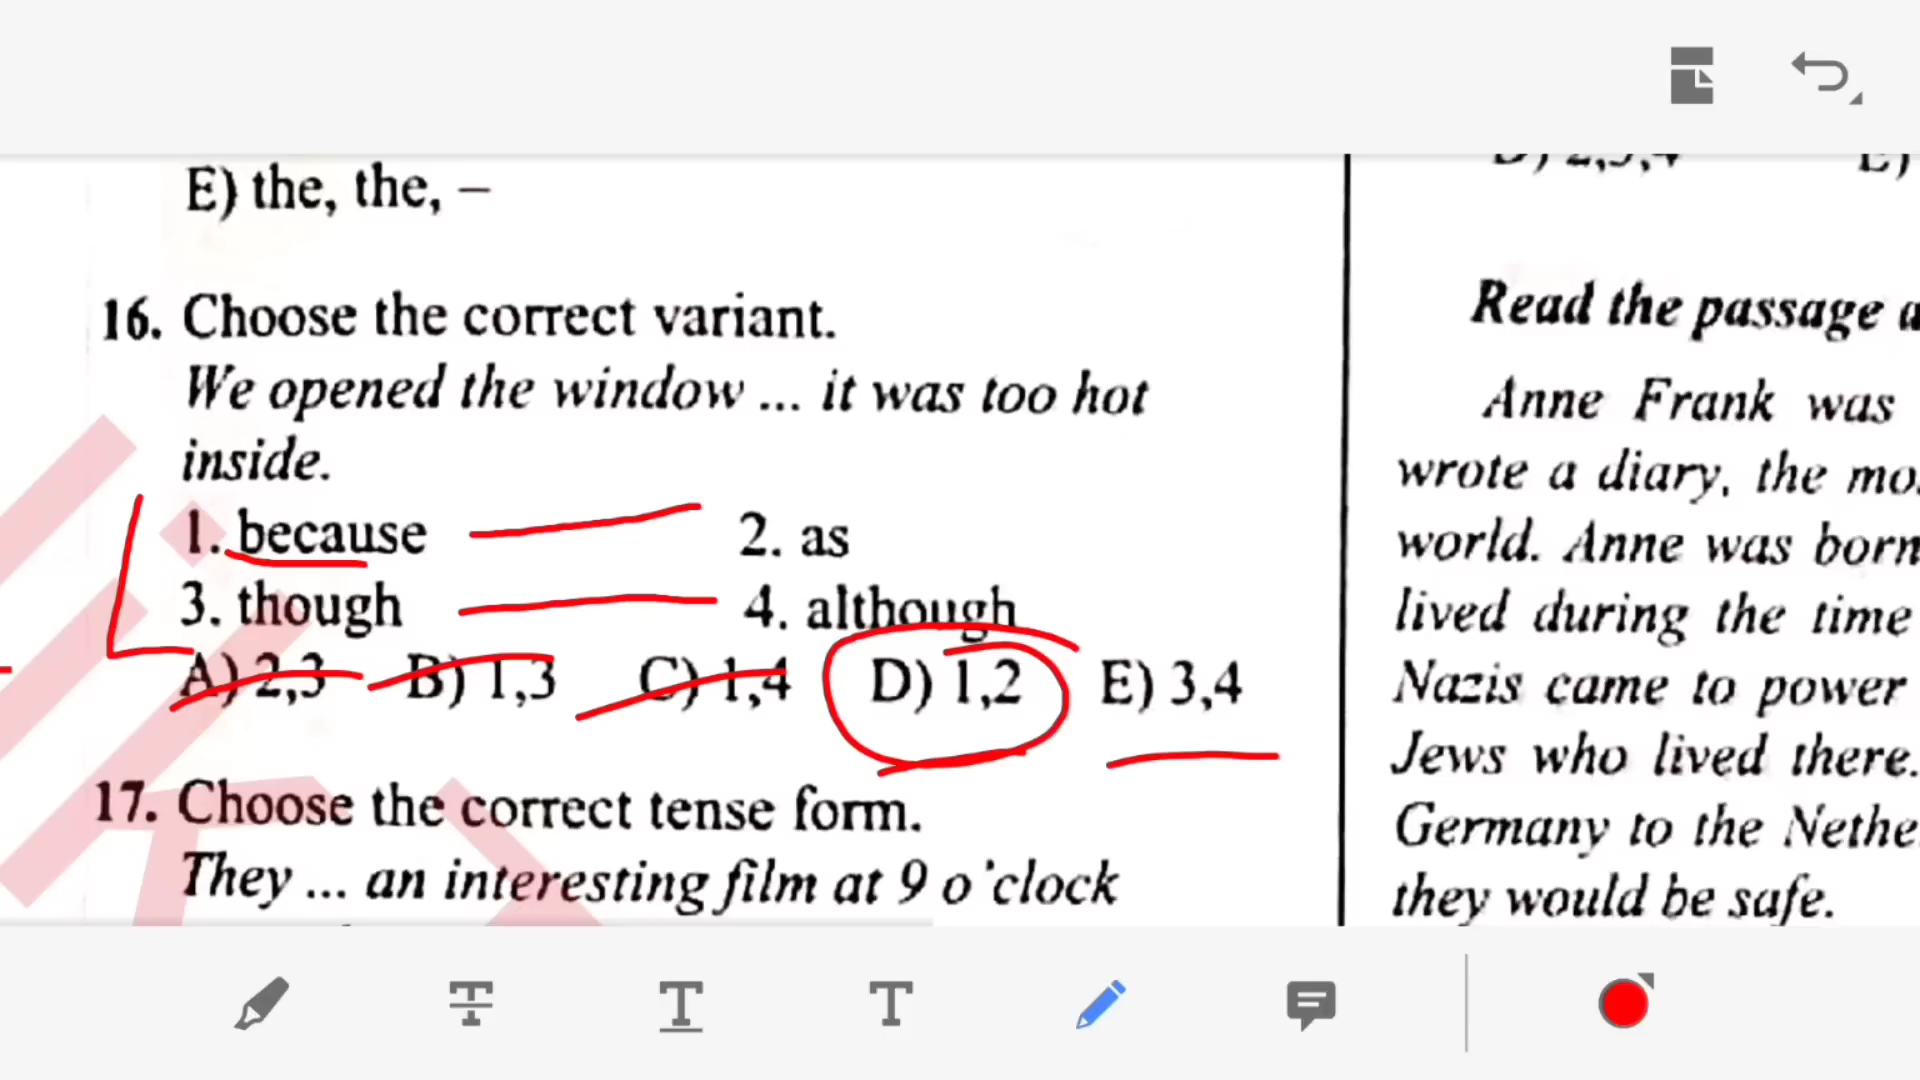 E) the, the, –
16. Choose the correct variant.
We opened the window ... it was too hot
inside.
1. because 2. as
3. though 4. although
A) 2,3 B) 1,3 C) 1,4 D) 1,2 E) 3,4
17. Choose the correct tense form.
They ... an interesting film at 9 o'clock
Read the passage a
Anne Frank was
wrote a diary, the mo
world. Anne was born
lived during the time
Nazis came to power
Jews who lived there.
Germany to the Nethe
they would be safe.